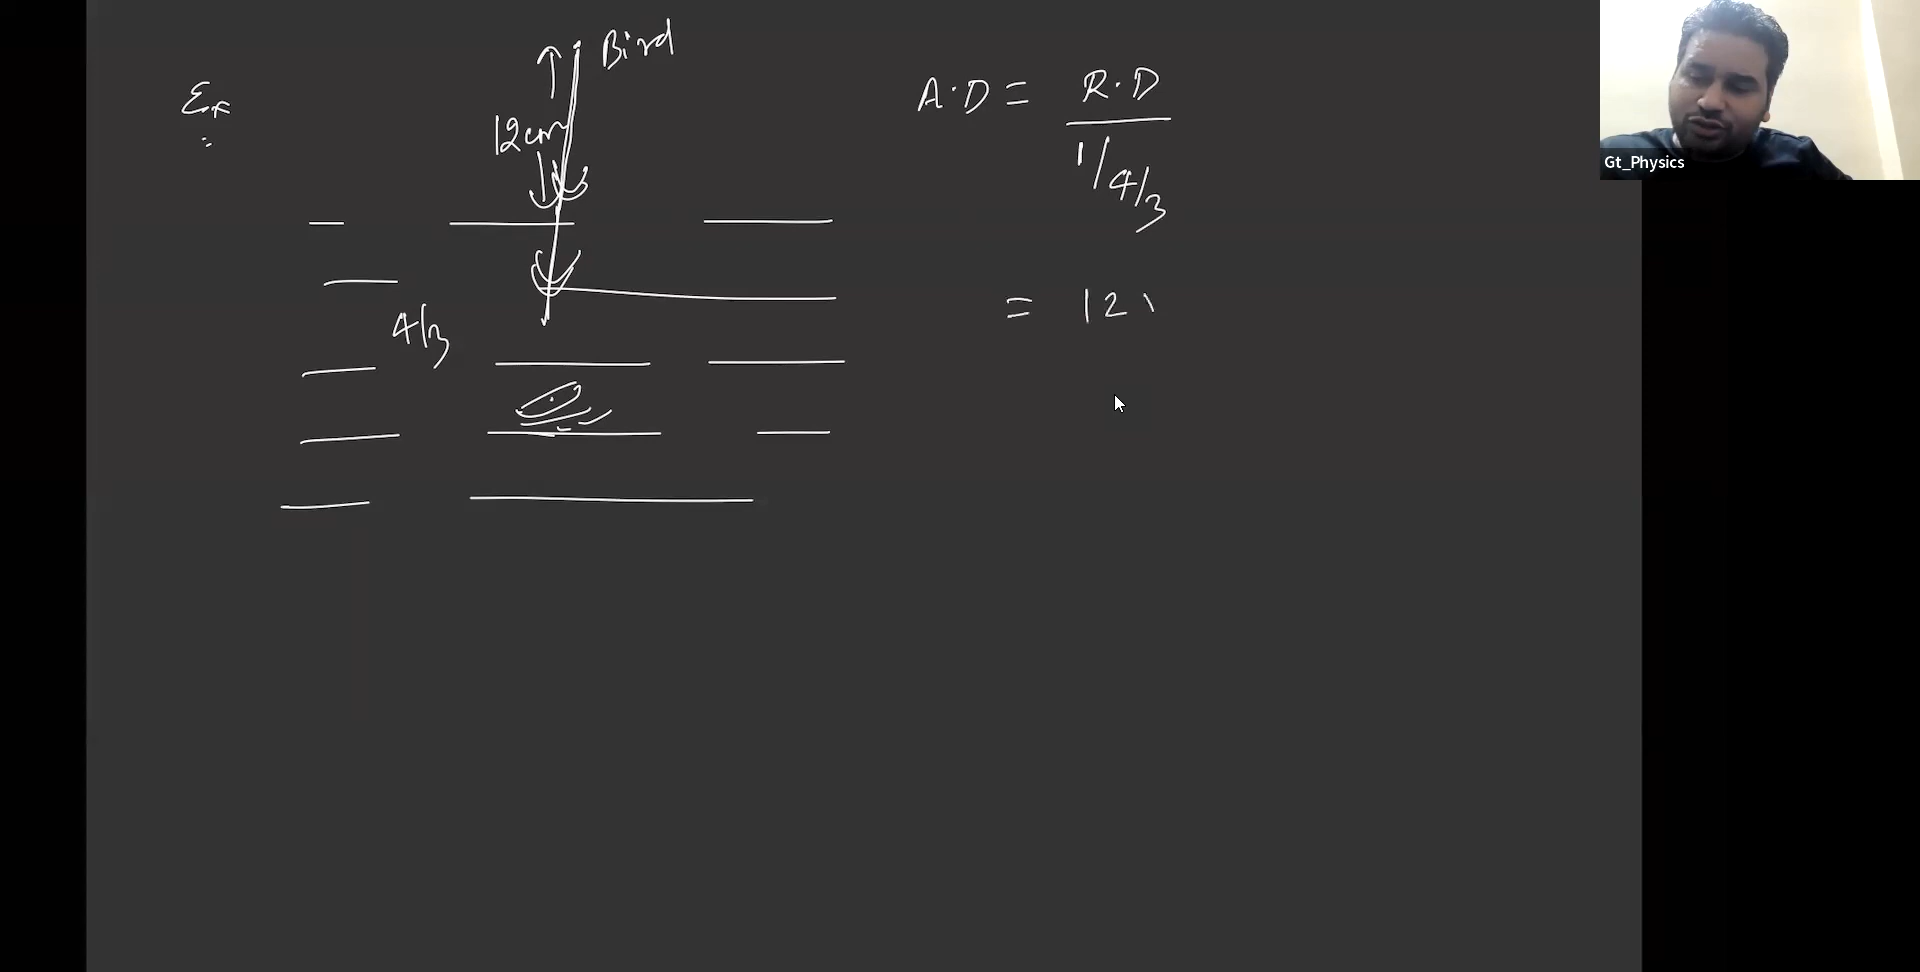 Ex
Bird
12cm
4/3
A.D = R.D
1/4/3
= 12
Gt_Physics